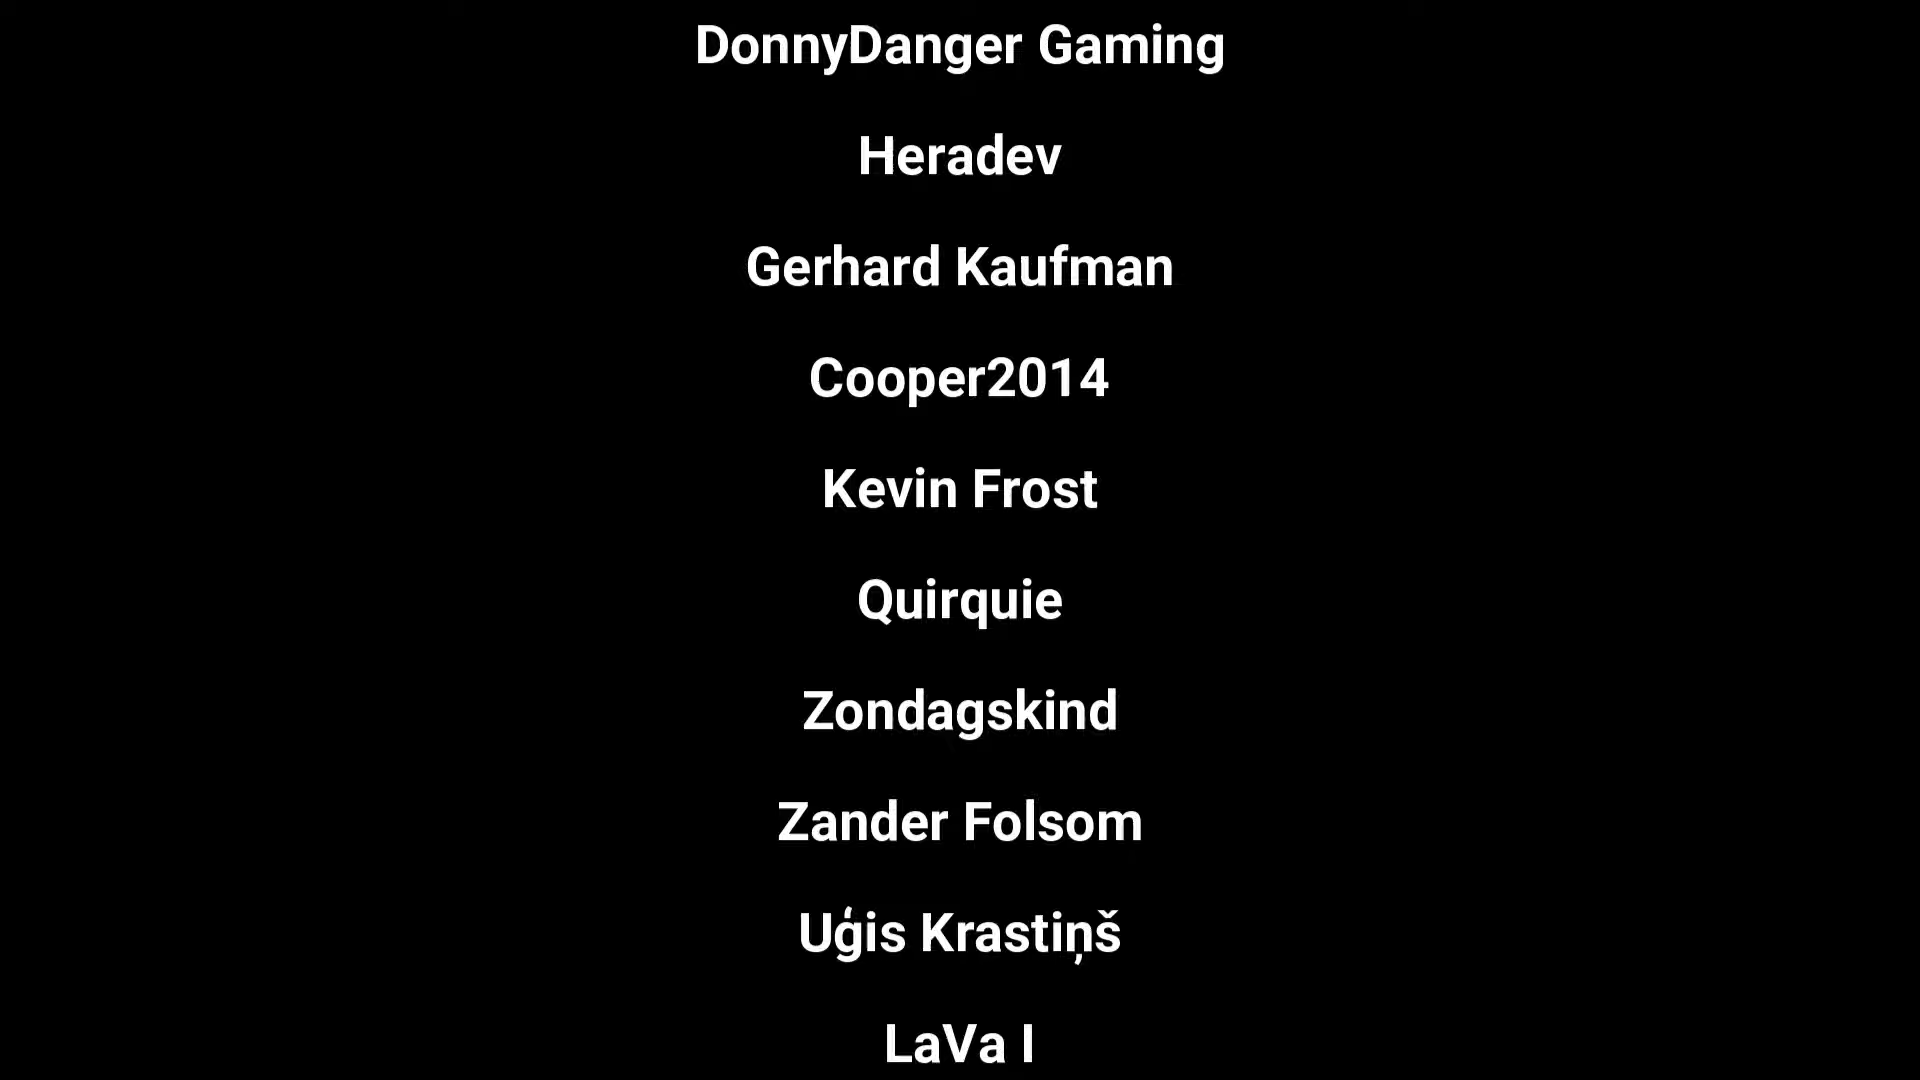 DonnyDanger Gaming
Heradev
Gerhard Kaufman
Cooper2014
Kevin Frost
Quirquie
Zondagskind
Zander Folsom
Uģis Krastiņš
LaVa I